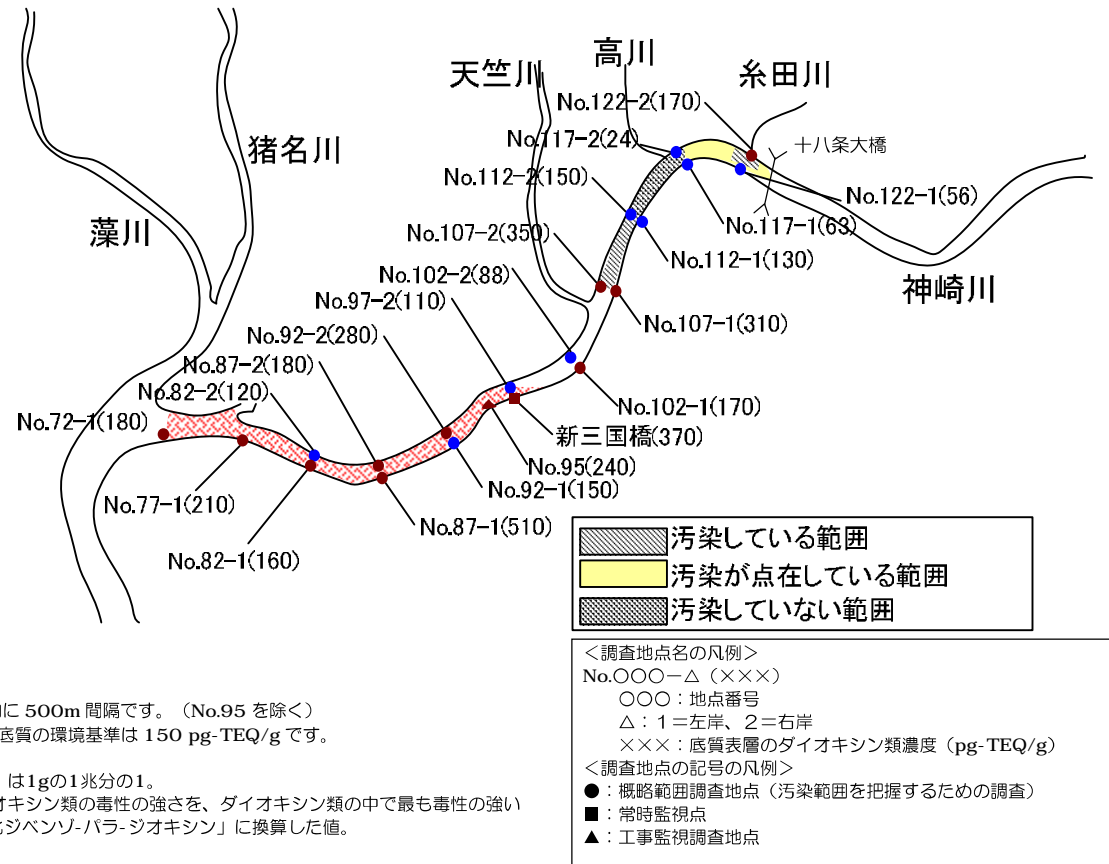 高川
天竺川
糸田川
No.122-2(170)
No.117-2(24)
十八条大橋
猪名川
No.112-2(150)
No.122-1(56)
藻川
No.107-2(350)
No.117-1(63)
No.102-2(88)
No.112-1(130)
神崎川
No.97-2(110)
No.107-1(310)
No.92-2(280)
No.87-2(180)
No.82-2(120)
No.102-1(170)
No.72-1(180)
新三国橋(370)
No.95(240)
No.92-1(150)
No.77-1(210)
No.87-1(510)
No.82-1(160)
汚染している範囲
汚染が点在している範囲
汚染していない範囲
<調査地点名の凡例>
No.○○○−△（×××）
○○○：地点番号
△：1＝左岸、2＝右岸
×××：底質表層のダイオキシン類濃度（pg-TEQ/g）
<調査地点の記号の凡例>
●：概略範囲調査地点（汚染範囲を把握するための調査）
■：常時監視点
▲：工事監視調査地点
に 500m 間隔です。（No.95 を除く）
底質の環境基準は 150 pg-TEQ/g です。
は1gの1兆分の1。
オキシン類の毒性の強さを、ダイオキシン類の中で最も毒性の強い
ジベンゾ-パラ-ジオキシン」に換算した値。